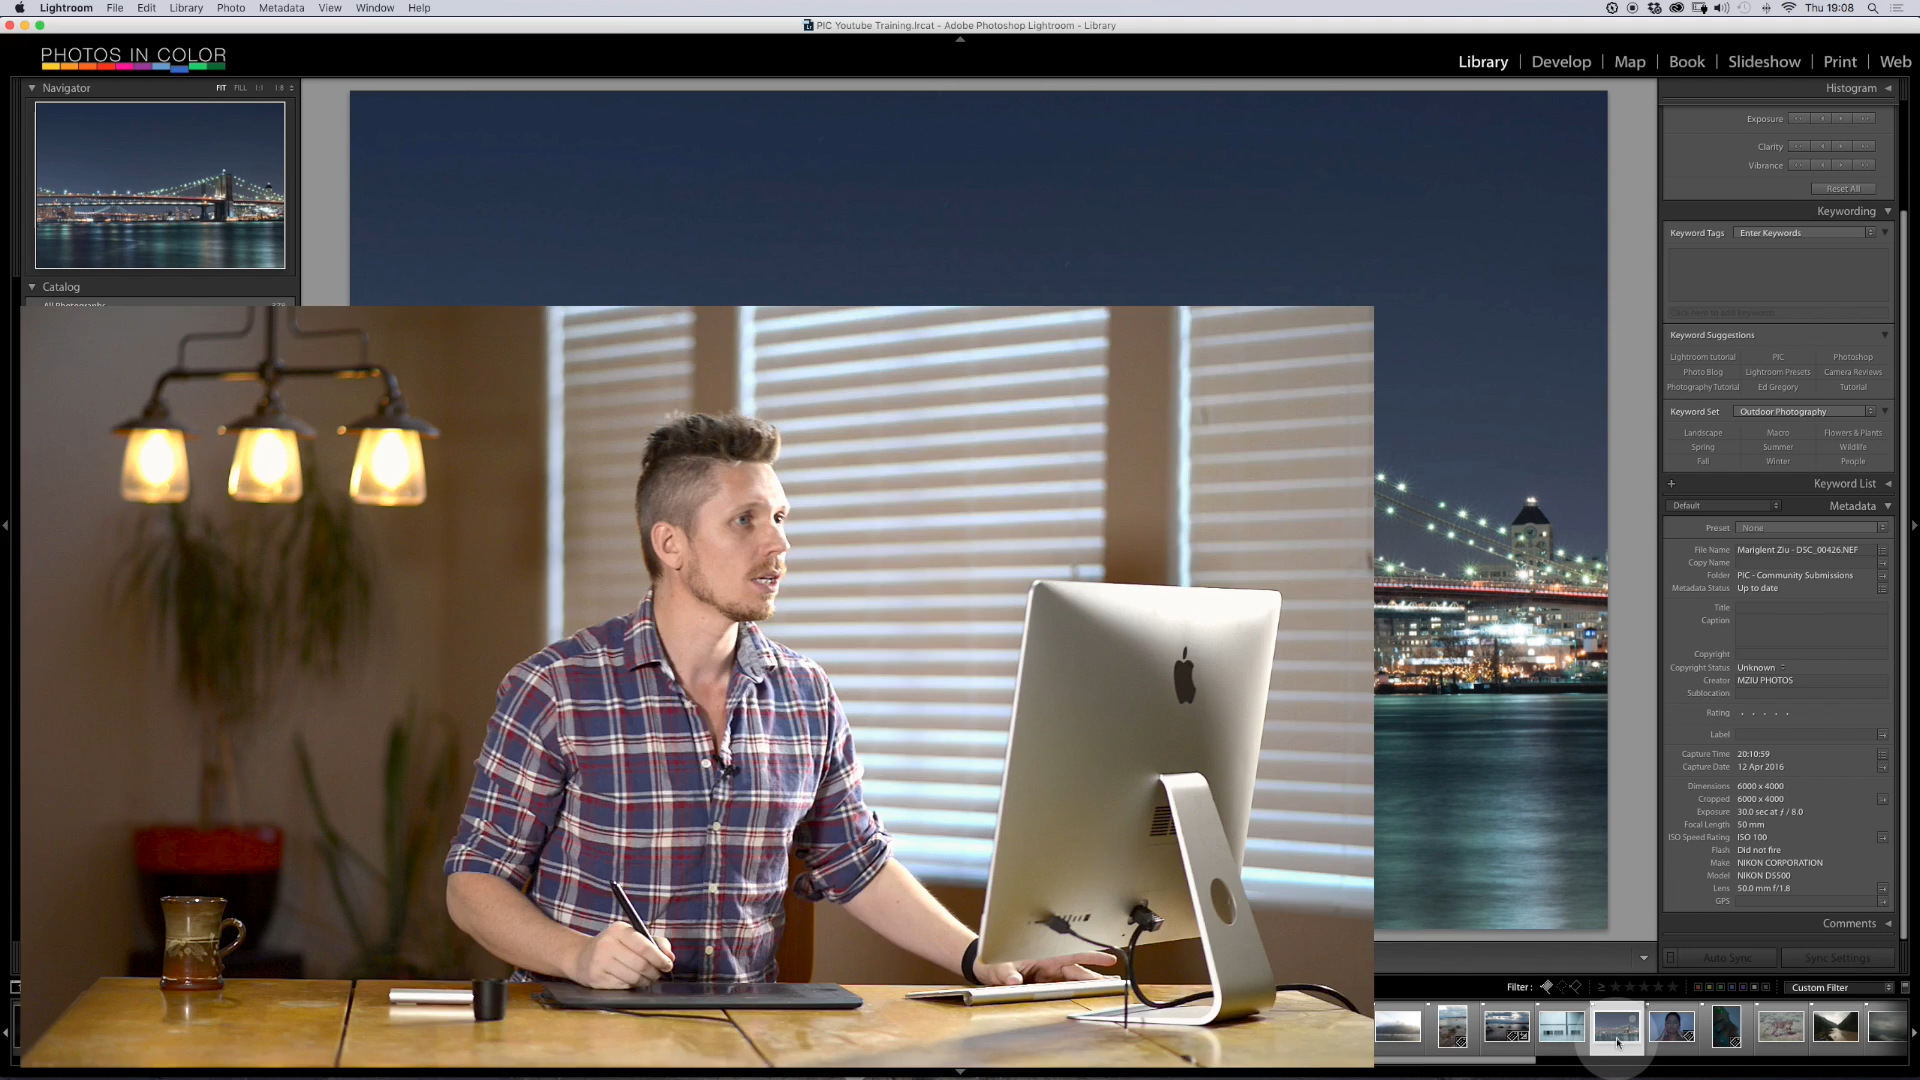 Lightroom File Edit Library Photo Metadata View Window Help
Thu 19:08
PIC Youtube Training.lrcat - Adobe Photoshop Lightroom - Library
PHOTOS IN COLOR
Library | Develop | Map | Book | Slideshow | Print | Web
Navigator FIT FILL 1:1 1:8
Catalog
All Photographs
Histogram
Exposure
Clarity
Vibrance
Reset All
Keywording
Keyword Tags Enter Keywords
Click here to add keywords
Keyword Suggestions
Lightroom tutorial PIC Photoshop
Photo Blog Lightroom Presets Camera Reviews
Photography Tutorial Ed Gregory Tutorial
Keyword Set Outdoor Photography
Landscape Macro Flowers & Plants
Spring Summer Wildlife
Fall Winter People
+ Keyword List
Default Metadata
Preset None
File Name Mariglent Ziu - DSC_00426.NEF
Copy Name
Folder PIC - Community Submissions
Metadata Status Up to date
Title
Caption
Copyright
Copyright Status Unknown
Creator MZIU PHOTOS
Sublocation
Rating
Label
Capture Time 20:10:59
Capture Date 12 Apr 2016
Dimensions 6000 x 4000
Cropped 6000 x 4000
Exposure 30.0 sec at ƒ / 8.0
Focal Length 50 mm
ISO Speed Rating ISO 100
Flash Did not fire
Make NIKON CORPORATION
Model NIKON D5500
Lens 50.0 mm f/1.8
GPS
Comments
Auto Sync Sync Settings
Filter : ≥ Custom Filter